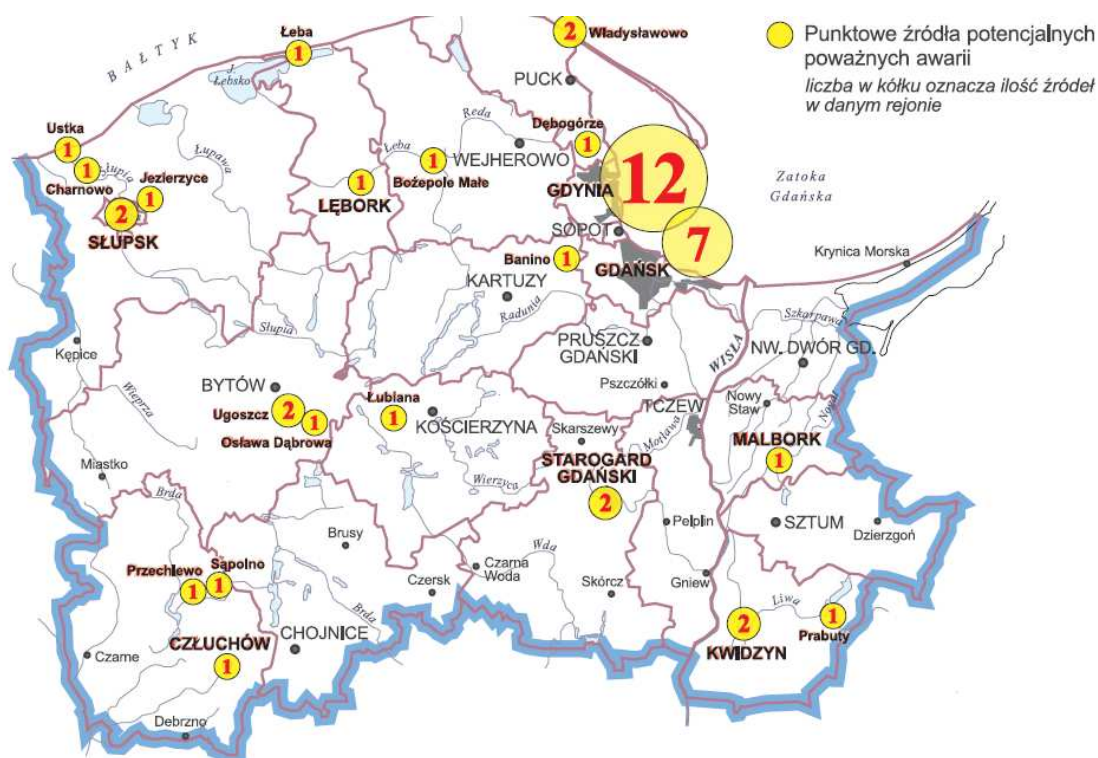 Punktowe źródła potencjalnych
poważnych awarii
liczba w kółku oznacza ilość źródeł
w danym rejonie
BAŁTYK
Łeba
1
J. Łebsko
2
Władysławowo
PUCK
Dębogórze
1
Reda
WEJHEROWO
12
GDYNIA
Zatoka
Gdańska
Ustka
1
Charnowo
1
Słupia
Jezierzyce
1
2
SŁUPSK
Łupawa
Łeba
1
Bożepole Małe
1
LĘBORK
SOPOT
7
Banino
1
GDAŃSK
Krynica Morska
KARTUZY
Radunia
Słupia
Szkarpawa
PRUSZCZ
GDAŃSKI
WISŁA
NW. DWÓR GD.
Kępice
Wieprza
BYTÓW
Ugoszcz
2
1
Osława Dąbrowa
Łubiana
1
KOŚCIERZYNA
Pszczółki
TCZEW
Nowy
Staw
Nogat
Skarszewy
Motława
MALBORK
1
Miastko
STAROGARD
GDAŃSKI
2
Wierzyca
Brda
Pelplin
SZTUM
Dzierzgoń
Brusy
Przechlewo
1
Sąpolno
1
Czersk
Czarna
Woda
Wda
Skórcz
Gniew
Liwa
2
KWIDZYN
1
Prabuty
Brda
CZŁUCHÓW
1
CHOJNICE
Czarne
Debrzno